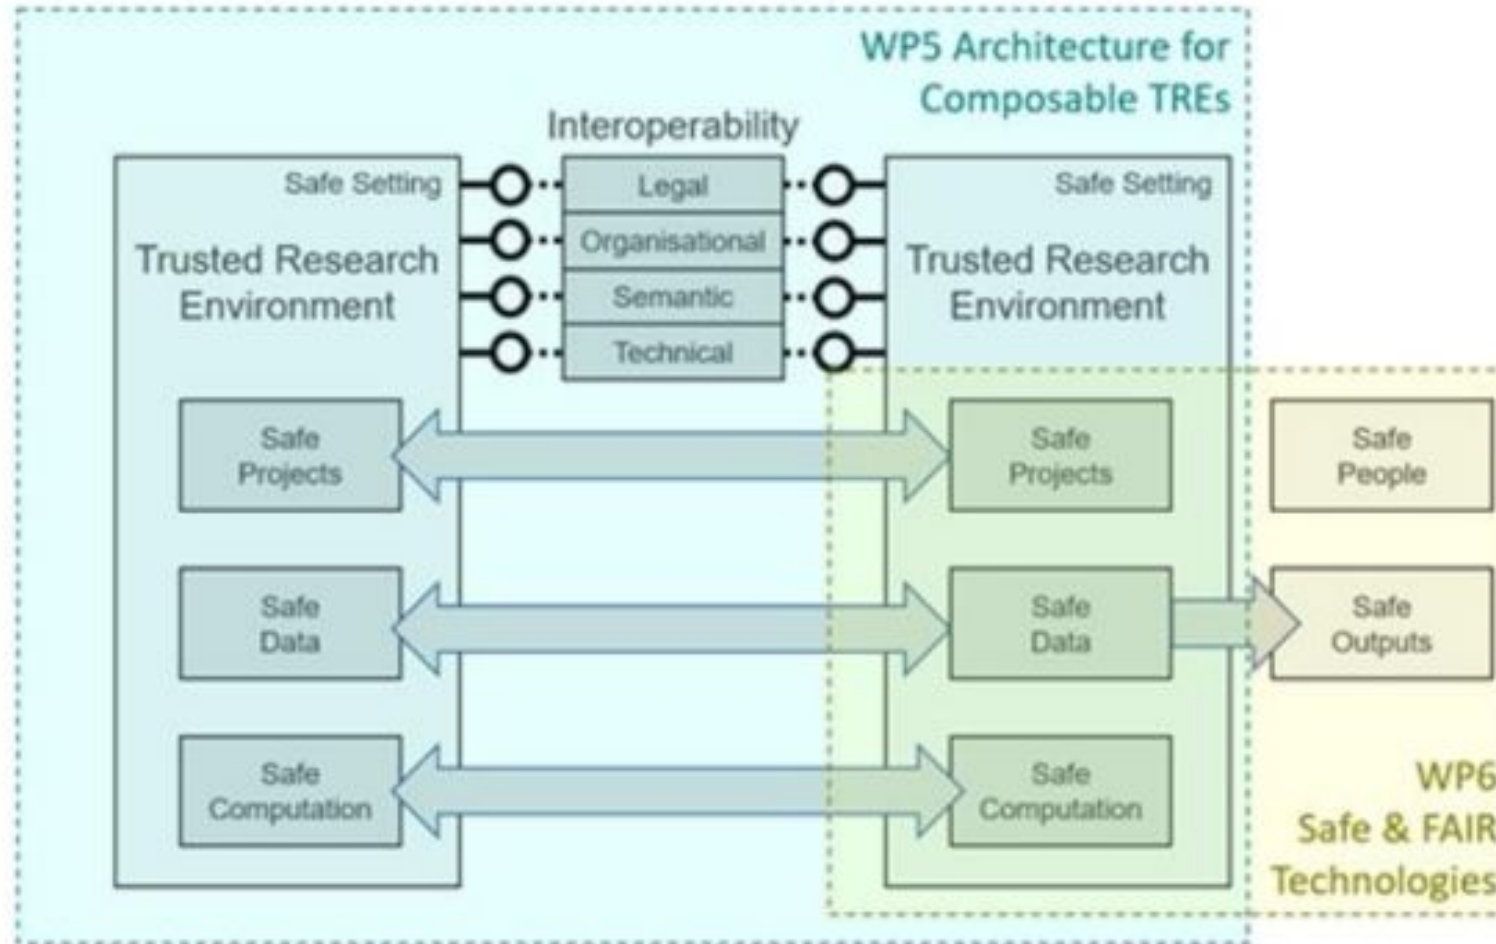 WP5 Architecture for
Composable TREs
Interoperability
Safe Setting
Legal
Safe Setting
Organisational
Trusted Research
Environment
Trusted Research
Environment
Semantic
Technical
Safe
Projects
Safe
Projects
Safe
People
Safe
Data
Safe
Data
Safe
Outputs
Safe
Computation
Safe
Computation
WP6
Safe & FAIR
Technologies